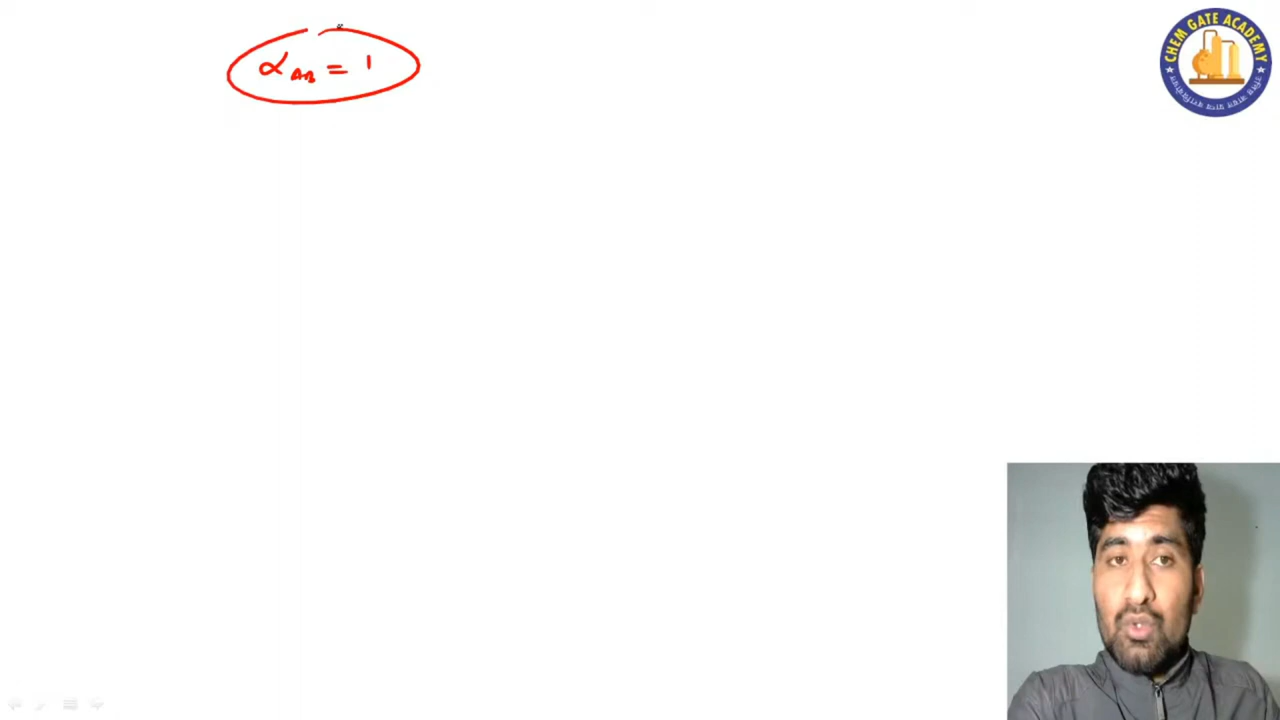 α_AB = 1
CHEM GATE ACADEMY